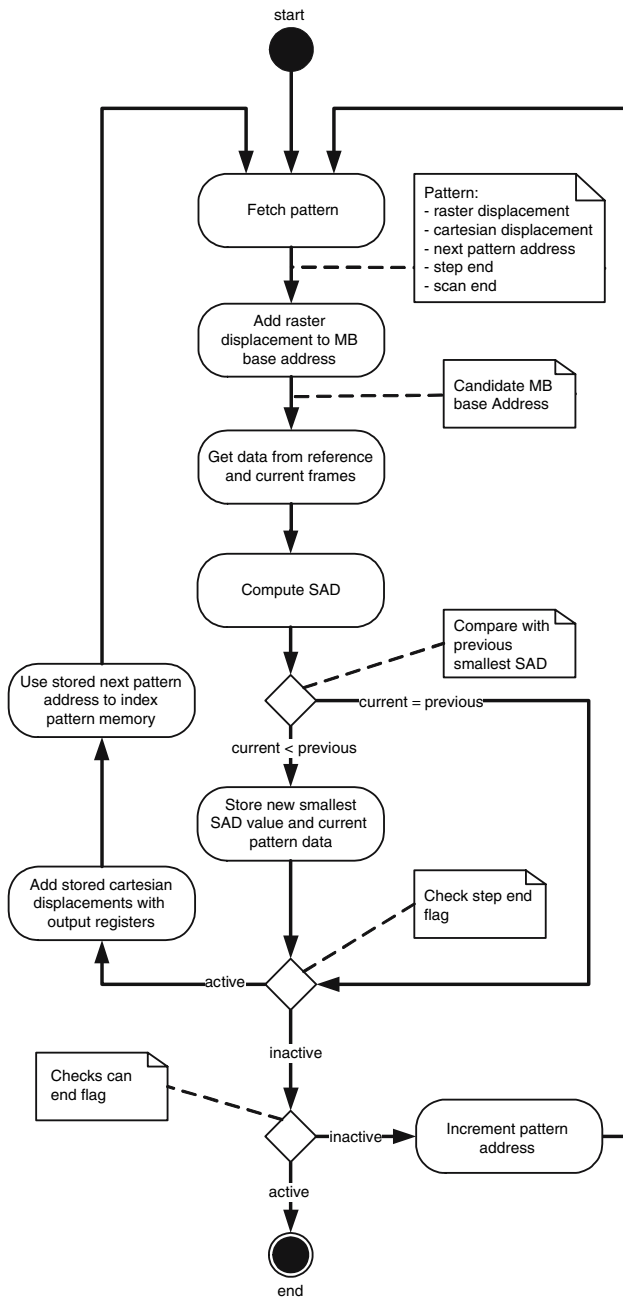 start
Fetch pattern
Pattern:
- raster displacement
- cartesian displacement
- next pattern address
- step end
- scan end
Add raster
displacement to MB
base address
Candidate MB
base Address
Get data from reference
and current frames
Compute SAD
Compare with
previous
smallest SAD
Use stored next pattern
address to index
pattern memory
current = previous
current < previous
Store new smallest
SAD value and current
pattern data
Add stored cartesian
displacements with
output registers
Check step end
flag
active
inactive
Checks can
end flag
inactive
Increment pattern
address
active
end